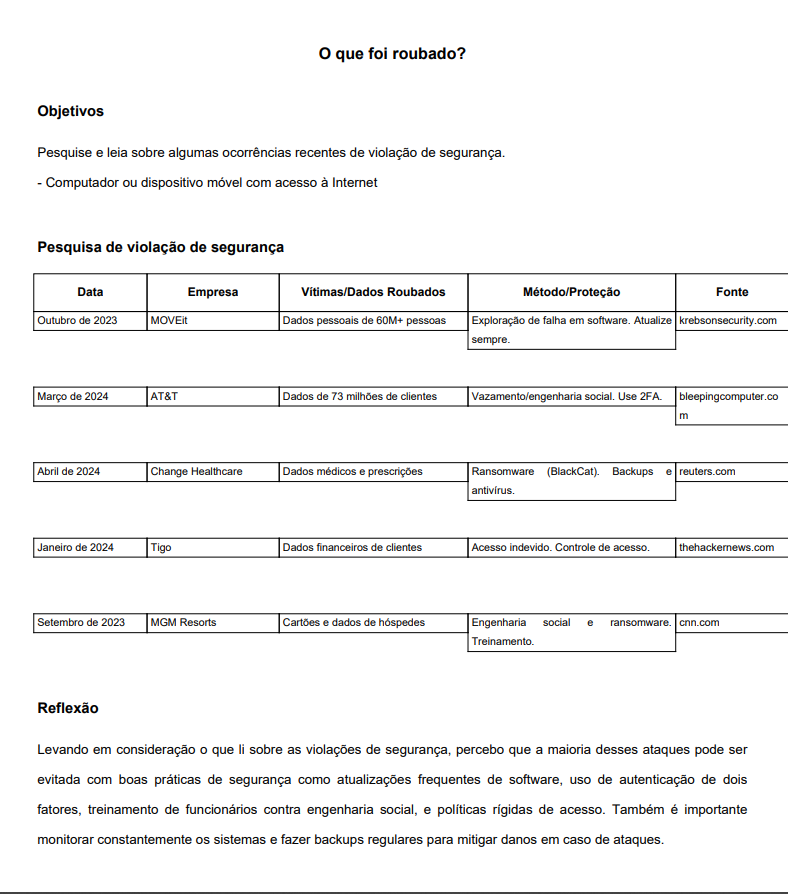 O que foi roubado?
Objetivos
Pesquise e leia sobre algumas ocorrências recentes de violação de segurança.
- Computador ou dispositivo móvel com acesso à Internet
Pesquisa de violação de segurança
Data Empresa Vítimas/Dados Roubados Método/Proteção Fonte
Outubro de 2023 MOVEit Dados pessoais de 60M+ pessoas Exploração de falha em software. Atualize krebsonsecurity.com
sempre.
Março de 2024 AT&T Dados de 73 milhões de clientes Vazamento/engenharia social. Use 2FA. bleepingcomputer.co
m
Abril de 2024 Change Healthcare Dados médicos e prescrições Ransomware (BlackCat). Backups e reuters.com
antivírus.
Janeiro de 2024 Tigo Dados financeiros de clientes Acesso indevido. Controle de acesso. thehackernews.com
Setembro de 2023 MGM Resorts Cartões e dados de hóspedes Engenharia social e ransomware. cnn.com
Treinamento.
Reflexão
Levando em consideração o que li sobre as violações de segurança, percebo que a maioria desses ataques pode ser
evitada com boas práticas de segurança como atualizações frequentes de software, uso de autenticação de dois
fatores, treinamento de funcionários contra engenharia social, e políticas rígidas de acesso. Também é importante
monitorar constantemente os sistemas e fazer backups regulares para mitigar danos em caso de ataques.